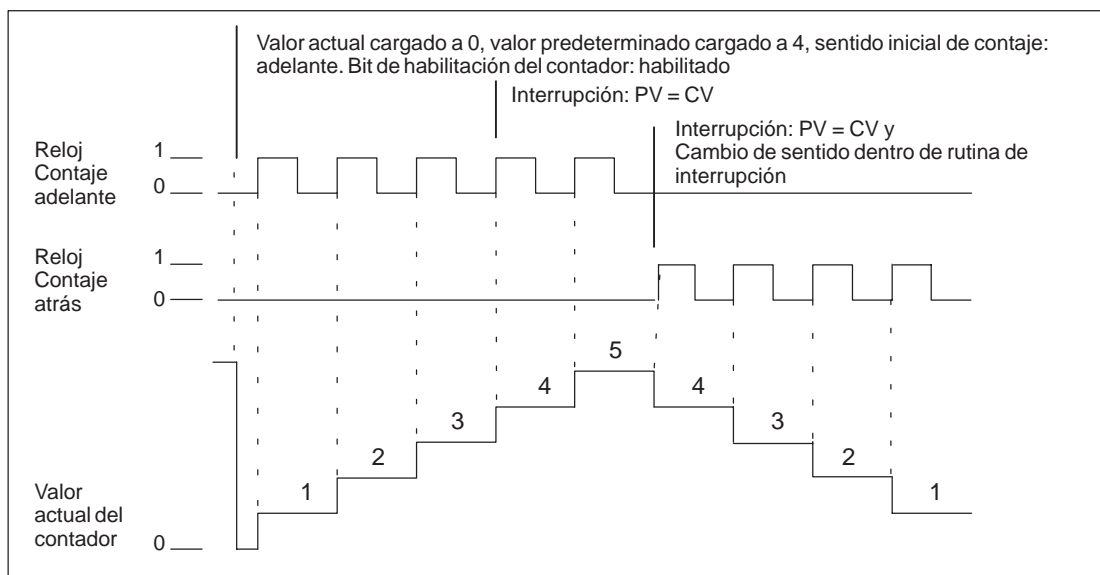 Valor actual cargado a 0, valor predeterminado cargado a 4, sentido inicial de contaje:
adelante. Bit de habilitación del contador: habilitado
Interrupción: PV = CV
Interrupción: PV = CV y
Cambio de sentido dentro de rutina de
interrupción
Reloj
Contaje
adelante
1
0
Reloj
Contaje
atrás
1
0
5
4
4
3
3
2
2
1
1
Valor
actual del
contador
0